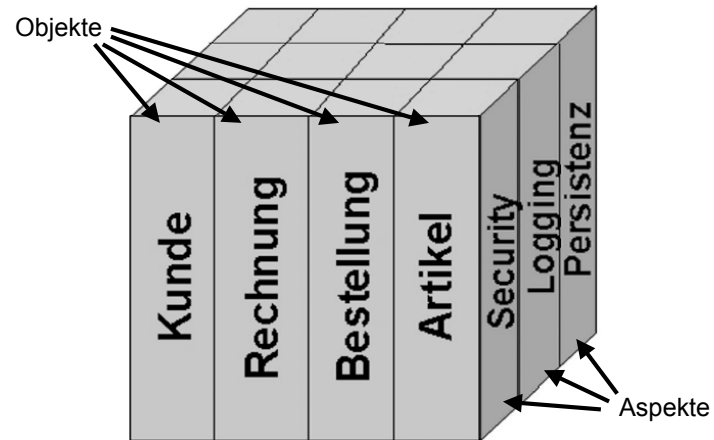 Objekte
Kunde
Rechnung
Bestellung
Artikel
Security
Logging
Persistenz
Aspekte